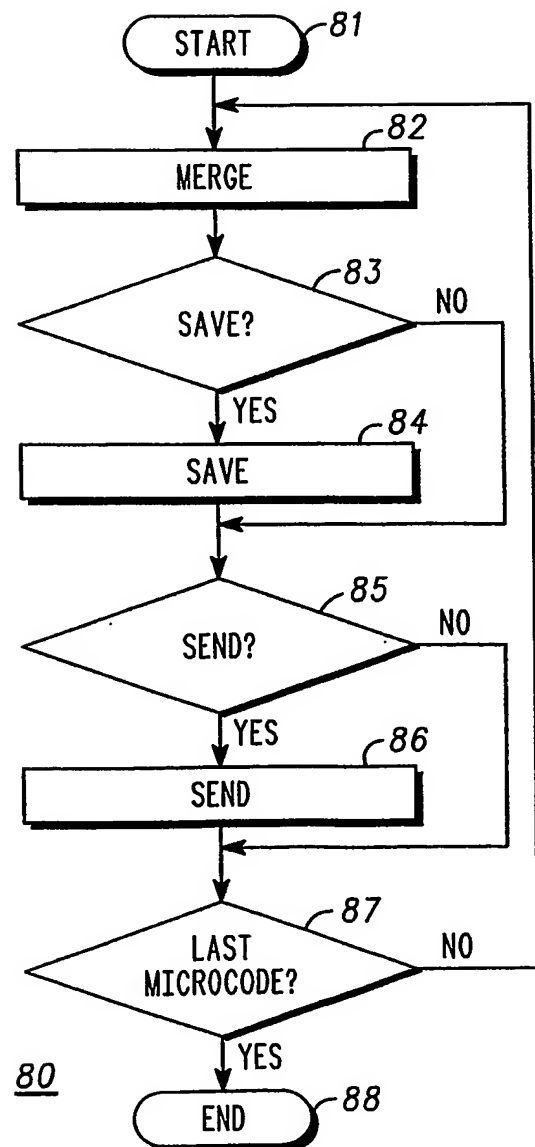 START
81
82
MERGE
83
SAVE?
NO
YES
84
SAVE
85
SEND?
NO
YES
86
SEND
87
LAST
MICROCODE?
NO
YES
80
END
88